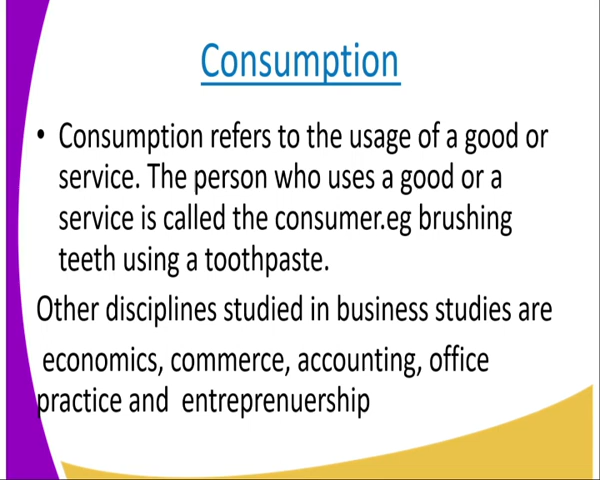 Consumption
• Consumption refers to the usage of a good or
service. The person who uses a good or a
service is called the consumer.eg brushing
teeth using a toothpaste.
Other disciplines studied in business studies are
economics, commerce, accounting, office
practice and entreprenuership